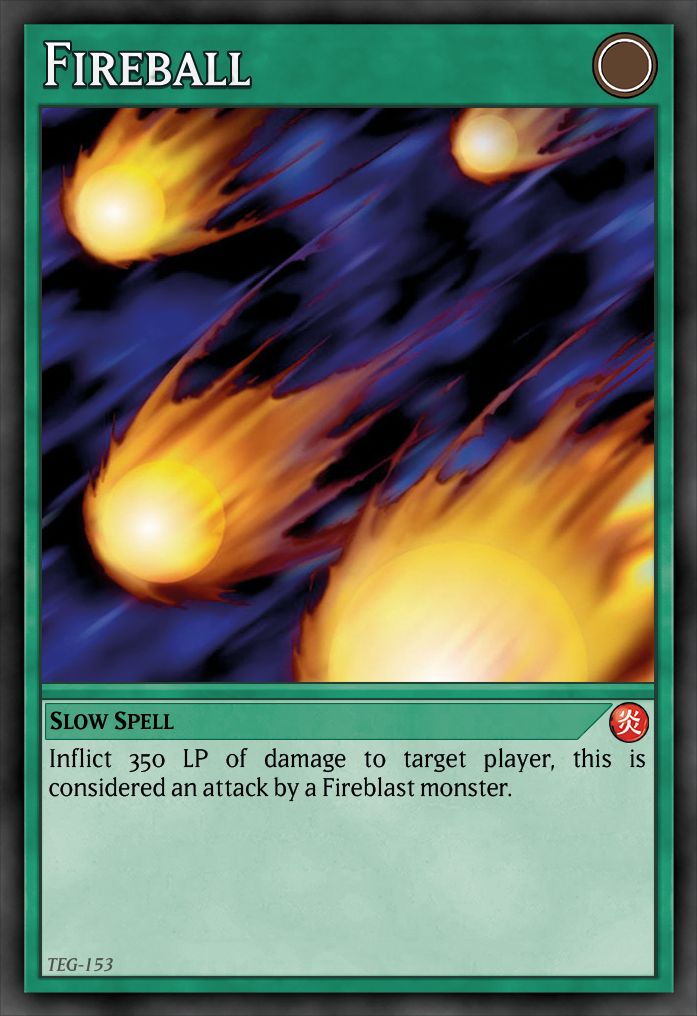 FIREBALL
SLOW SPELL
炎
Inflict 350 LP of damage to target player, this is
considered an attack by a Fireblast monster.
TEG-153